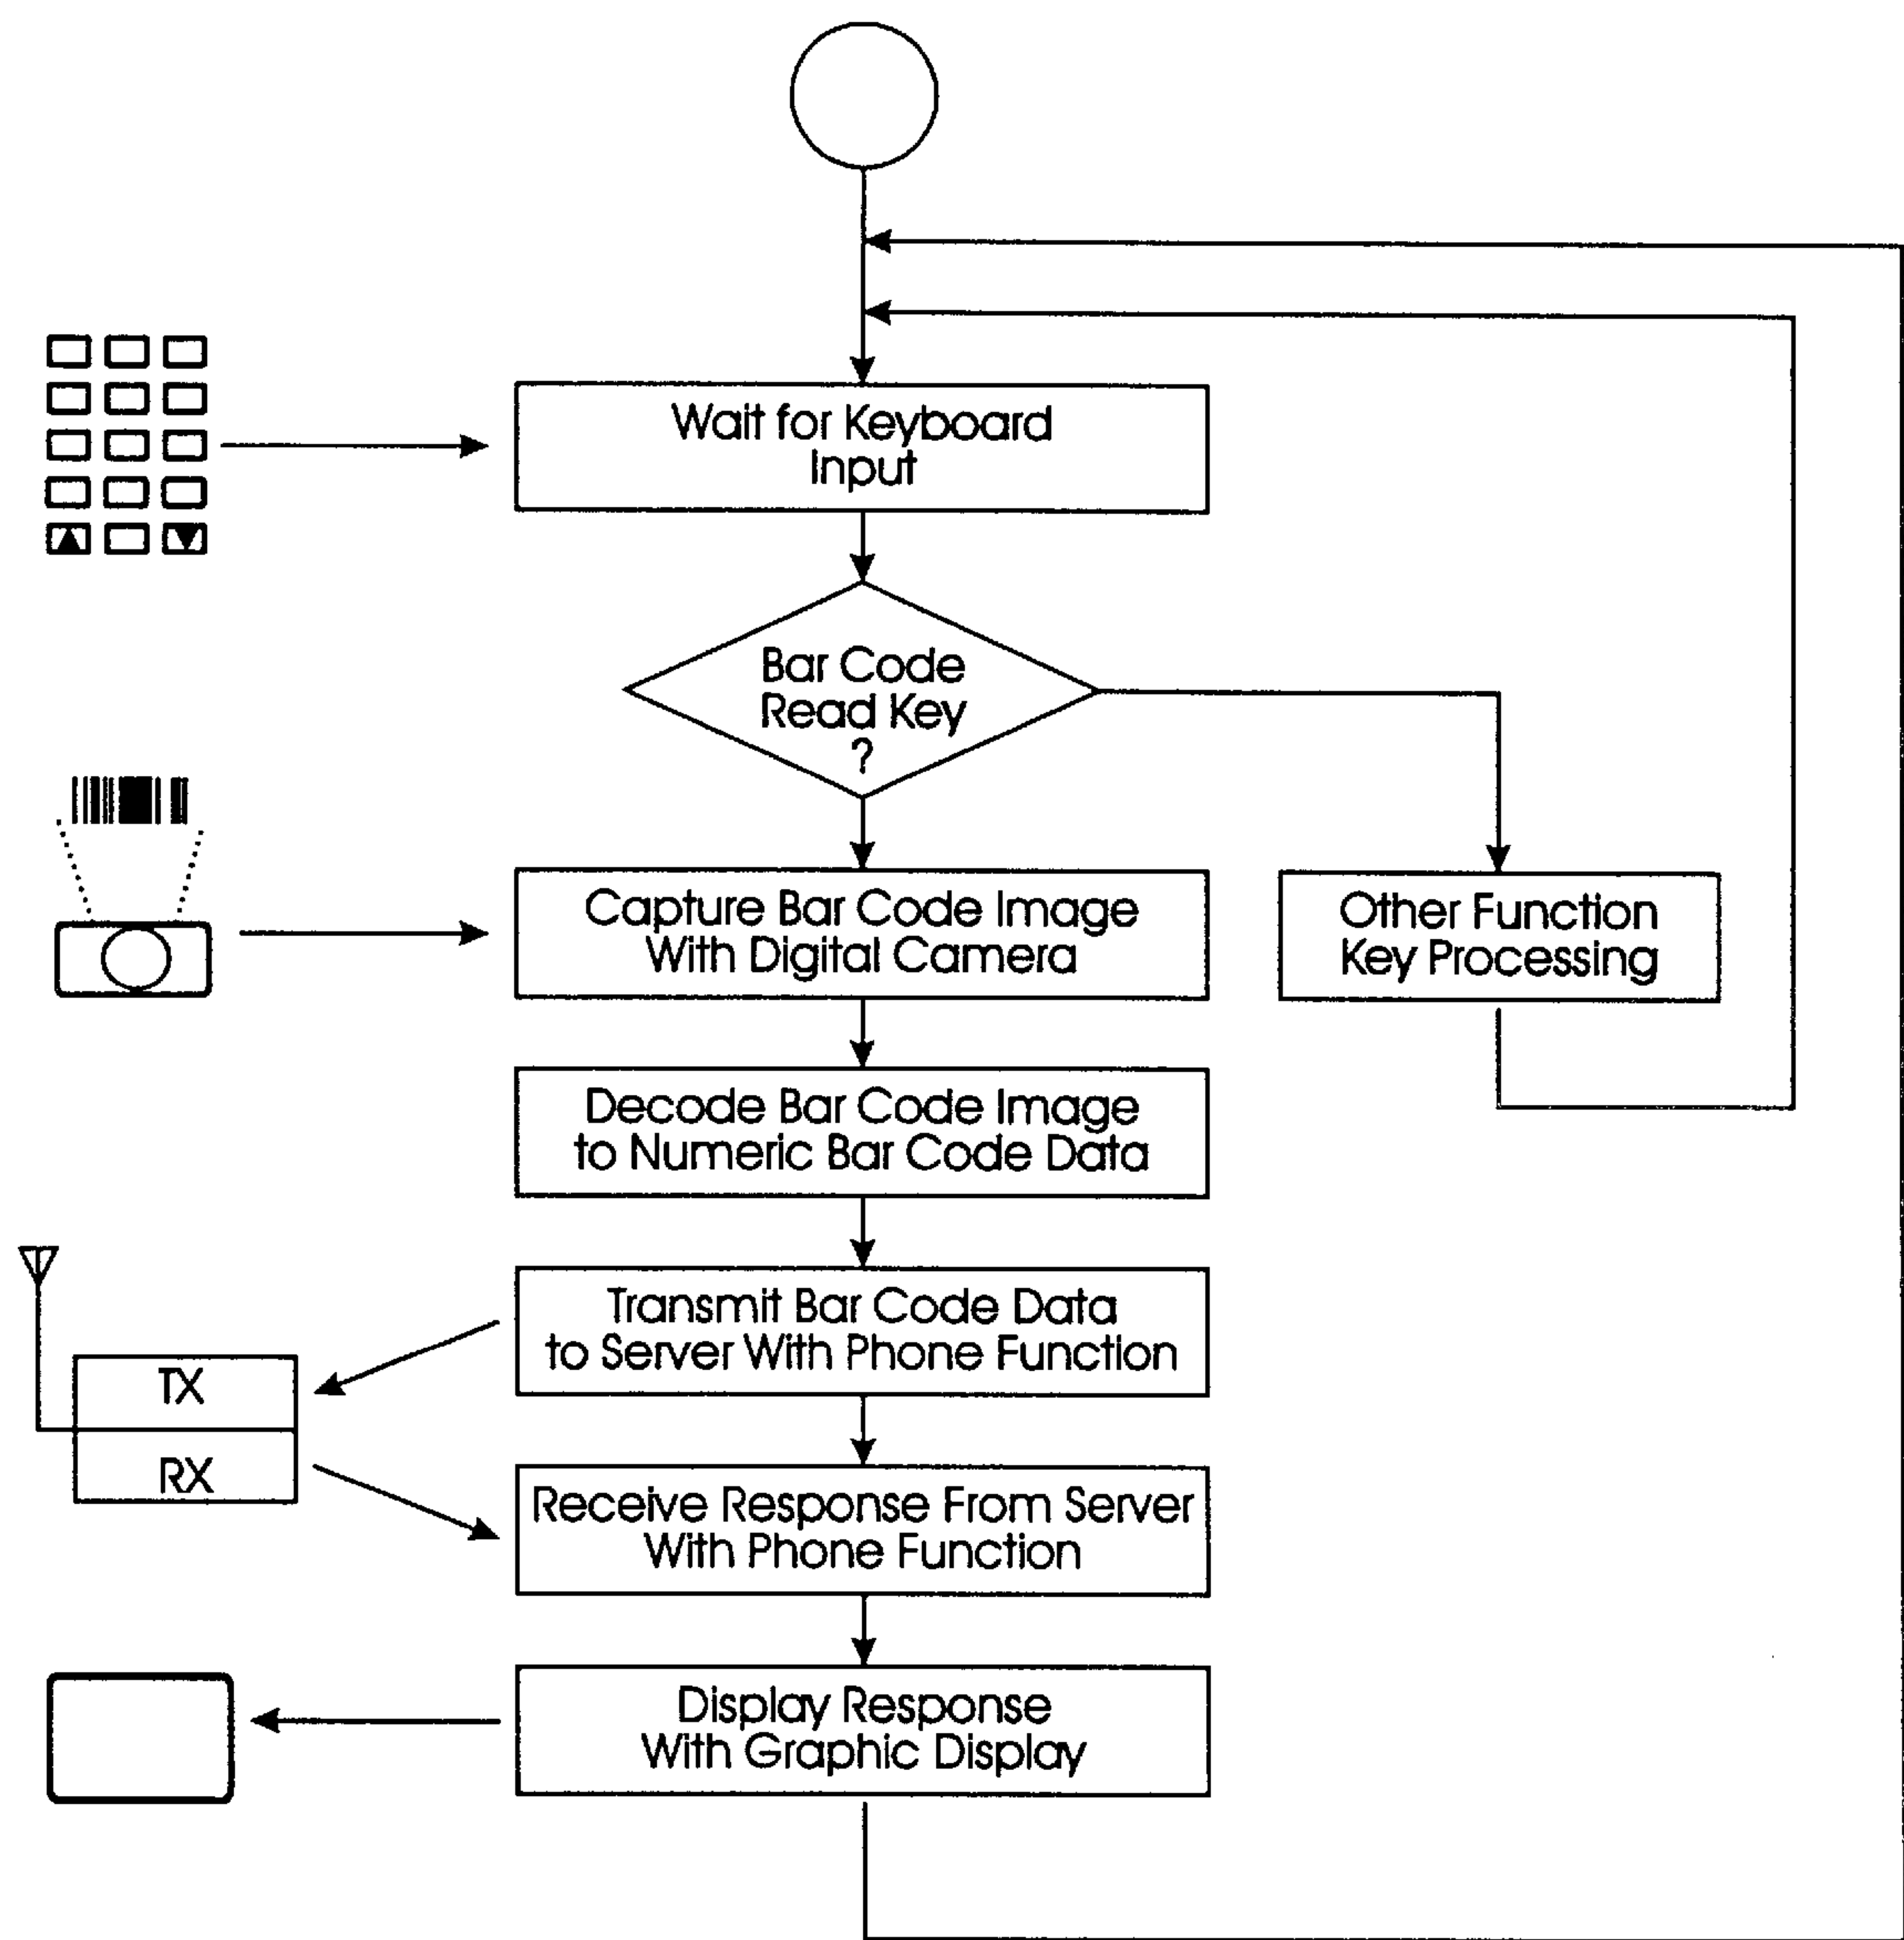 Wait for Keyboard
Input
Bar Code
Read Key
?
Capture Bar Code Image
With Digital Camera
Other Function
Key Processing
Decode Bar Code Image
to Numeric Bar Code Data
Transmit Bar Code Data
to Server With Phone Function
TX
RX
Receive Response From Server
With Phone Function
Display Response
With Graphic Display